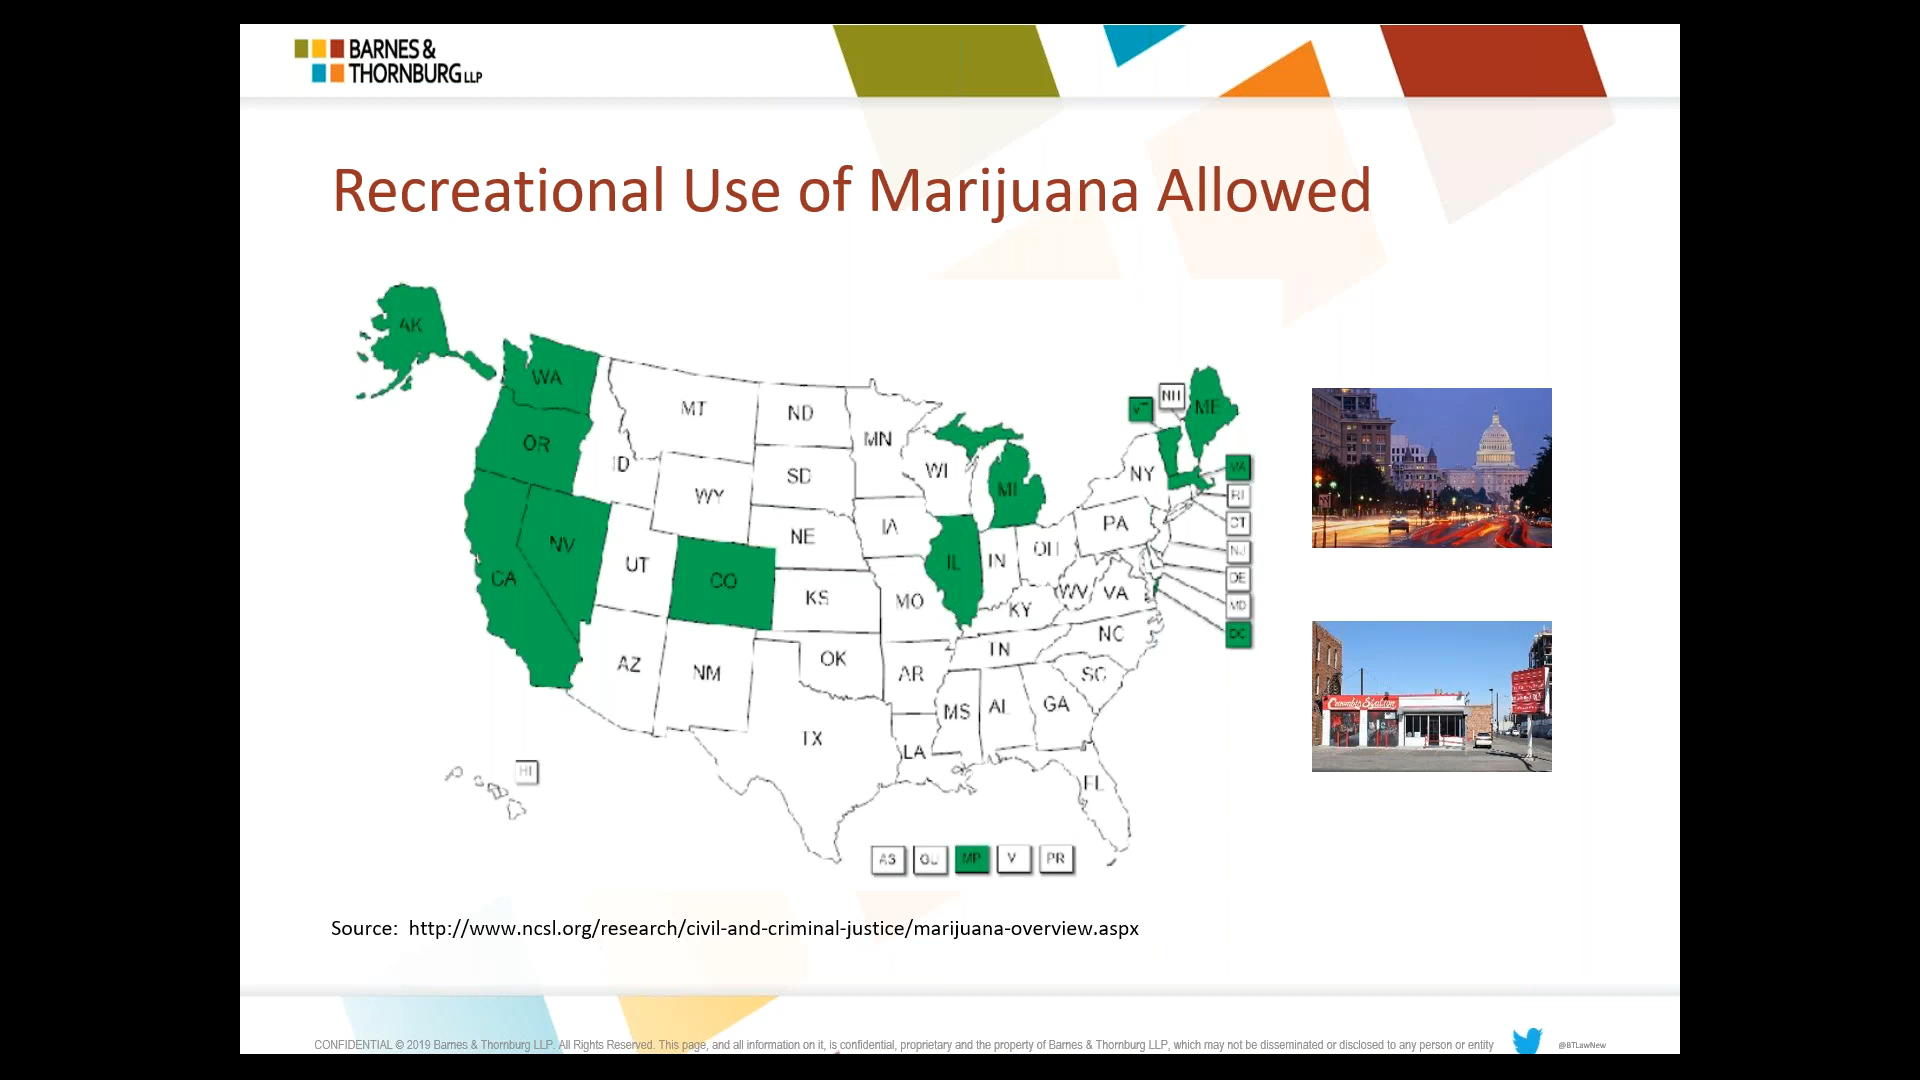 BARNES &
THORNBURG LLP
Recreational Use of Marijuana Allowed
AK
WA
MT
ND
MN
NH
ME
OR
ID
WY
SD
WI
MI
NY
MA
RI
CT
NJ
DE
MD
DC
CA
NV
UT
CO
NE
IA
IL
IN
OH
PA
KS
MO
KY
WV
VA
AZ
NM
OK
AR
TN
NC
SC
TX
LA
MS
AL
GA
FL
HI
AS
GU
MP
V
PR
Cannabis Station
Source: http://www.ncsl.org/research/civil-and-criminal-justice/marijuana-overview.aspx
CONFIDENTIAL © 2019 Barnes & Thornburg LLP. All Rights Reserved. This page, and all information on it, is confidential, proprietary and the property of Barnes & Thornburg LLP, which may not be disseminated or disclosed to any person or entity
@BTLawNew